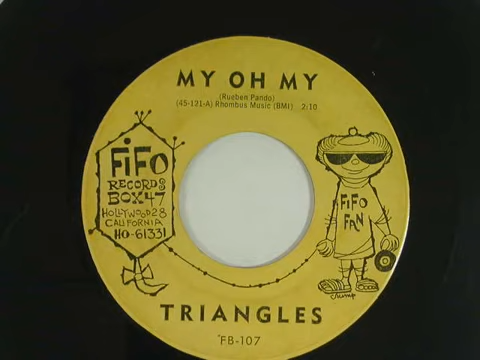 MY OH MY
(Rueben Pando)
(45-121-A) Rhombus Music (BMI) 2:10
FiFo
RECORDS
BOX 47
HOLLYWOOD 28
CALIFORNIA
HO-61331
FiFO
FAN
TRIANGLES
FB-107